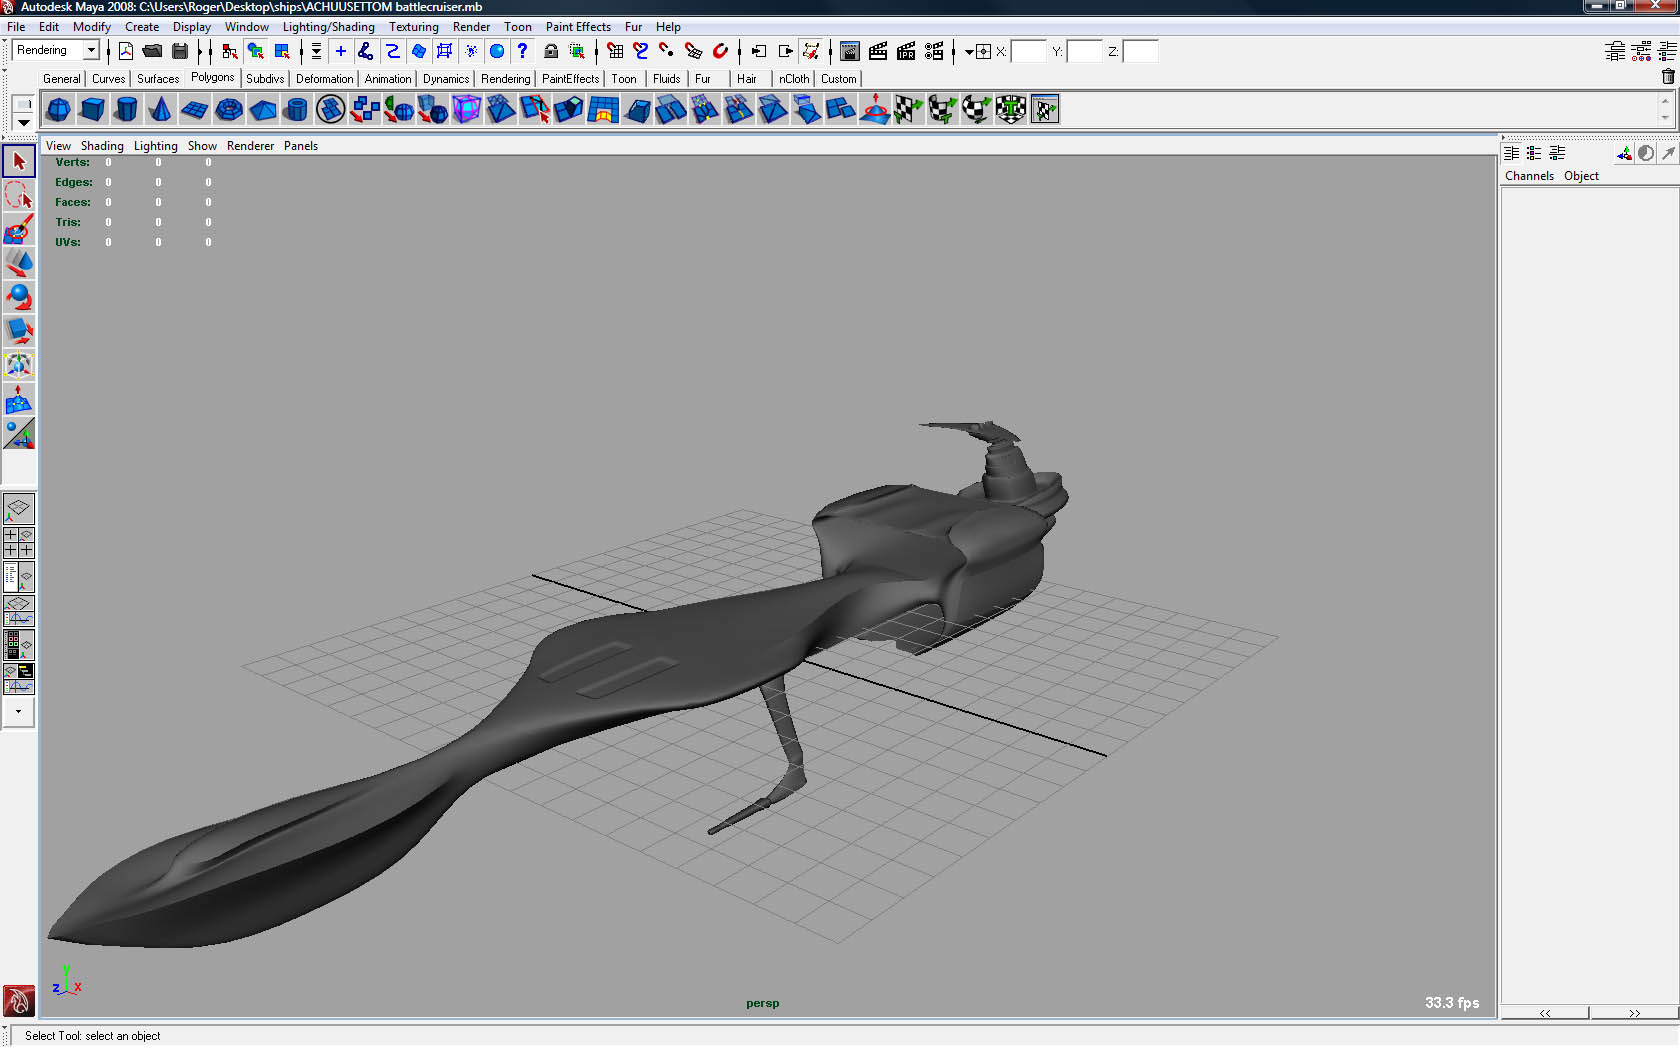 Autodesk Maya 2008: C:\Users\Roger\Desktop\ships\ACHUUSETTOM battlecruiser.mb
File Edit Modify Create Display Window Lighting/Shading Texturing Render Toon Paint Effects Fur Help
Rendering X: Y: Z:
General Curves Surfaces Polygons Subdivs Deformation Animation Dynamics Rendering PaintEffects Toon Fluids Fur Hair nCloth Custom
View Shading Lighting Show Renderer Panels
Channels Object
Verts: 0 0 0
Edges: 0 0 0
Faces: 0 0 0
Tris: 0 0 0
UVs: 0 0 0
Y
Z X
persp
33.3 fps
<< >>
Select Tool: select an object